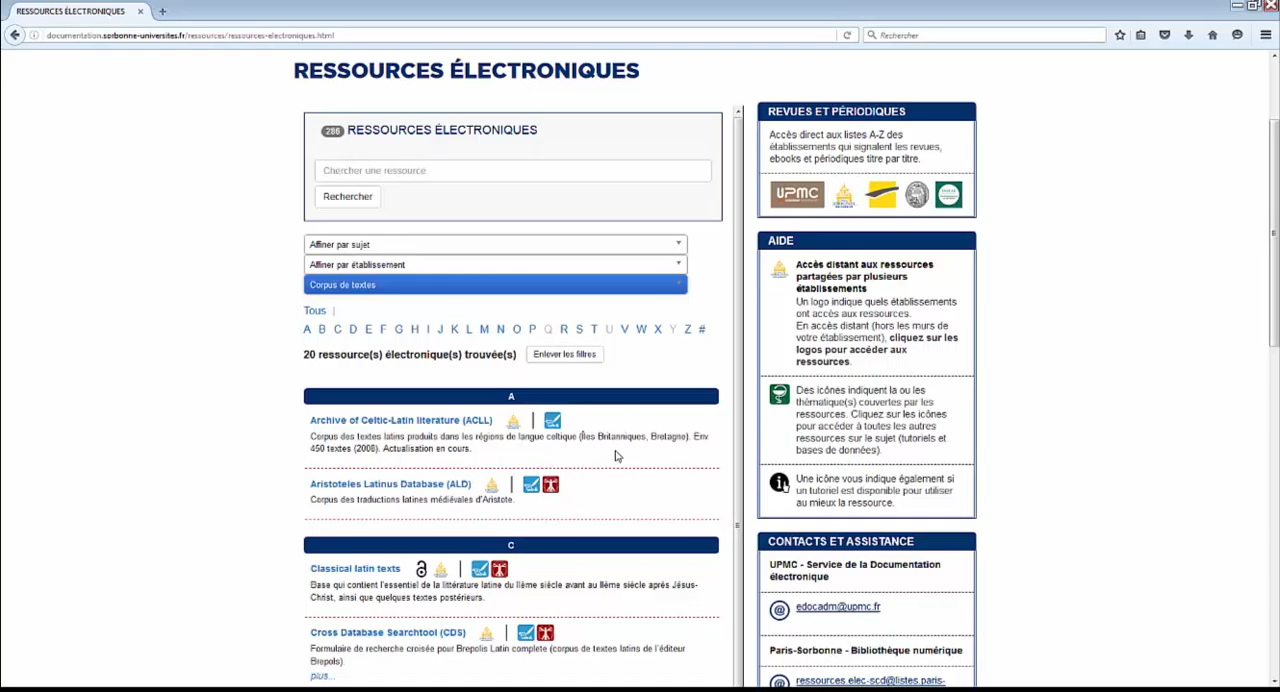 RESSOURCES ÉLECTRONIQUES
documentation.sorbonne-universites.fr/ressources/ressources-electroniques.html
Rechercher
RESSOURCES ÉLECTRONIQUES
286 RESSOURCES ÉLECTRONIQUES
Chercher une ressource
Rechercher
Affiner par sujet
Affiner par établissement
Corpus de textes
Tous |
A B C D E F G H I J K L M N O P Q R S T U V W X Y Z #
20 ressource(s) électronique(s) trouvée(s)
Enlever les filtres
A
Archive of Celtic-Latin literature (ACLL)
Corpus des textes latins produits dans les régions de langue celtique (Îles Britanniques, Bretagne). Env
450 textes (2006). Actualisation en cours.
Aristoteles Latinus Database (ALD)
Corpus des traductions latines médiévales d'Aristote.
C
Classical latin texts
Base qui contient l'essentiel de la littérature latine du IIème siècle avant au IIème siècle après Jésus-
Christ, ainsi que quelques textes postérieurs.
Cross Database Searchtool (CDS)
Formulaire de recherche croisée pour Brepolis Latin complete (corpus de textes latins de l'éditeur
Brepols).
plus...
REVUES ET PÉRIODIQUES
Accès direct aux listes A-Z des
établissements qui signalent les revues,
ebooks et périodiques titre par titre.
UPMC
AIDE
Accès distant aux ressources
partagées par plusieurs
établissements
Un logo indique quels établissements
ont accès aux ressources.
En accès distant (hors les murs de
votre établissement), cliquez sur les
logos pour accéder aux
ressources.
Des icônes indiquent la ou les
thématique(s) couvertes par les
ressources. Cliquez sur les icônes
pour accéder à toutes les autres
ressources sur le sujet (tutoriels et
bases de données).
Une icône vous indique également si
un tutoriel est disponible pour utiliser
au mieux la ressource.
CONTACTS ET ASSISTANCE
UPMC - Service de la Documentation
électronique
edocadm@upmc.fr
Paris-Sorbonne - Bibliothèque numérique
ressources.elec-scd@listes.paris-